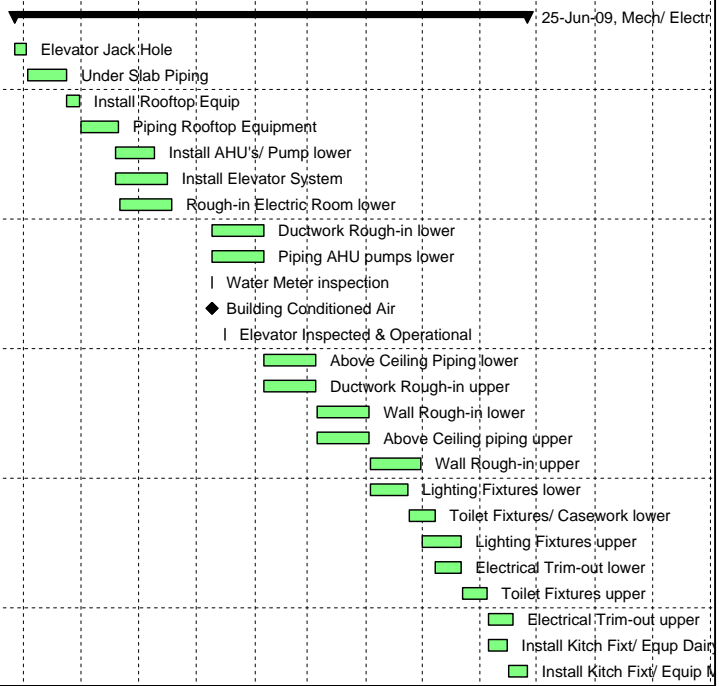 25-Jun-09, Mech/ Electr
Elevator Jack Hole
Under Slab Piping
Install Rooftop Equip
Piping Rooftop Equipment
Install AHU's/ Pump lower
Install Elevator System
Rough-in Electric Room lower
Ductwork Rough-in lower
Piping AHU pumps lower
Water Meter inspection
Building Conditioned Air
Elevator Inspected & Operational
Above Ceiling Piping lower
Ductwork Rough-in upper
Wall Rough-in lower
Above Ceiling piping upper
Wall Rough-in upper
Lighting Fixtures lower
Toilet Fixtures/ Casework lower
Lighting Fixtures upper
Electrical Trim-out lower
Toilet Fixtures upper
Electrical Trim-out upper
Install Kitch Fixt/ Equp Dairy
Install Kitch Fixt/ Equip